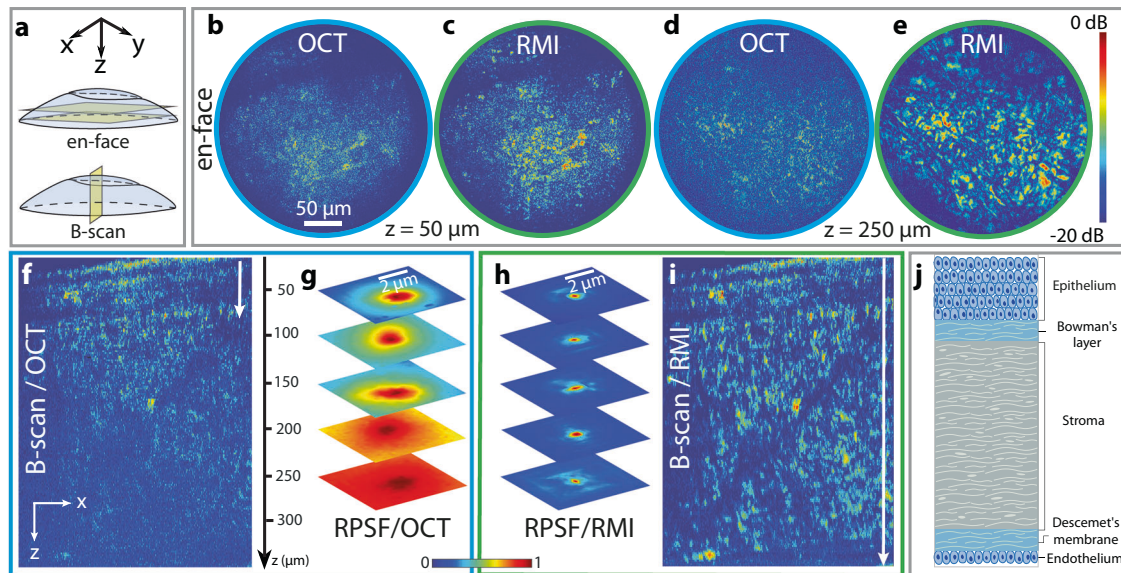 a
x
y
z
en-face
B-scan
b
OCT
c
RMI
d
OCT
e
RMI
0 dB
-20 dB
en-face
50 µm
z = 50 µm
z = 250 µm
f
B-scan / OCT
x
z
50
100
150
200
250
300
z (µm)
g
2 µm
RPSF/OCT
0
1
h
2 µm
RPSF/RMI
i
B-scan / RMI
j
Epithelium
Bowman's
layer
Stroma
Descemet's
membrane
Endothelium